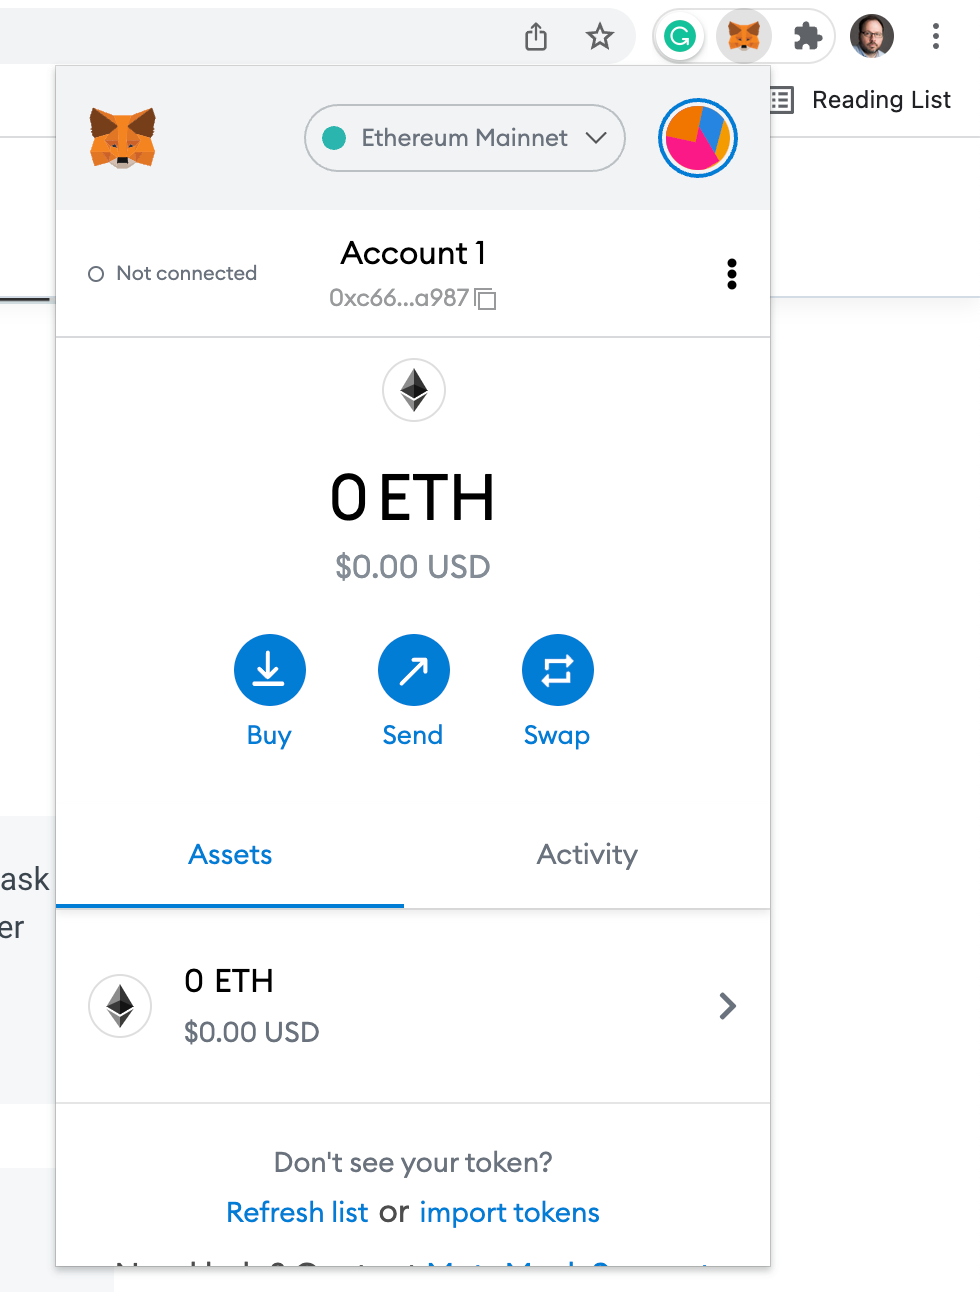 Reading List
Ethereum Mainnet
Not connected
Account 1
0xc66...a987
0 ETH
$0.00 USD
Buy
Send
Swap
Assets
Activity
ask
er
0 ETH
$0.00 USD
Don't see your token?
Refresh list or import tokens